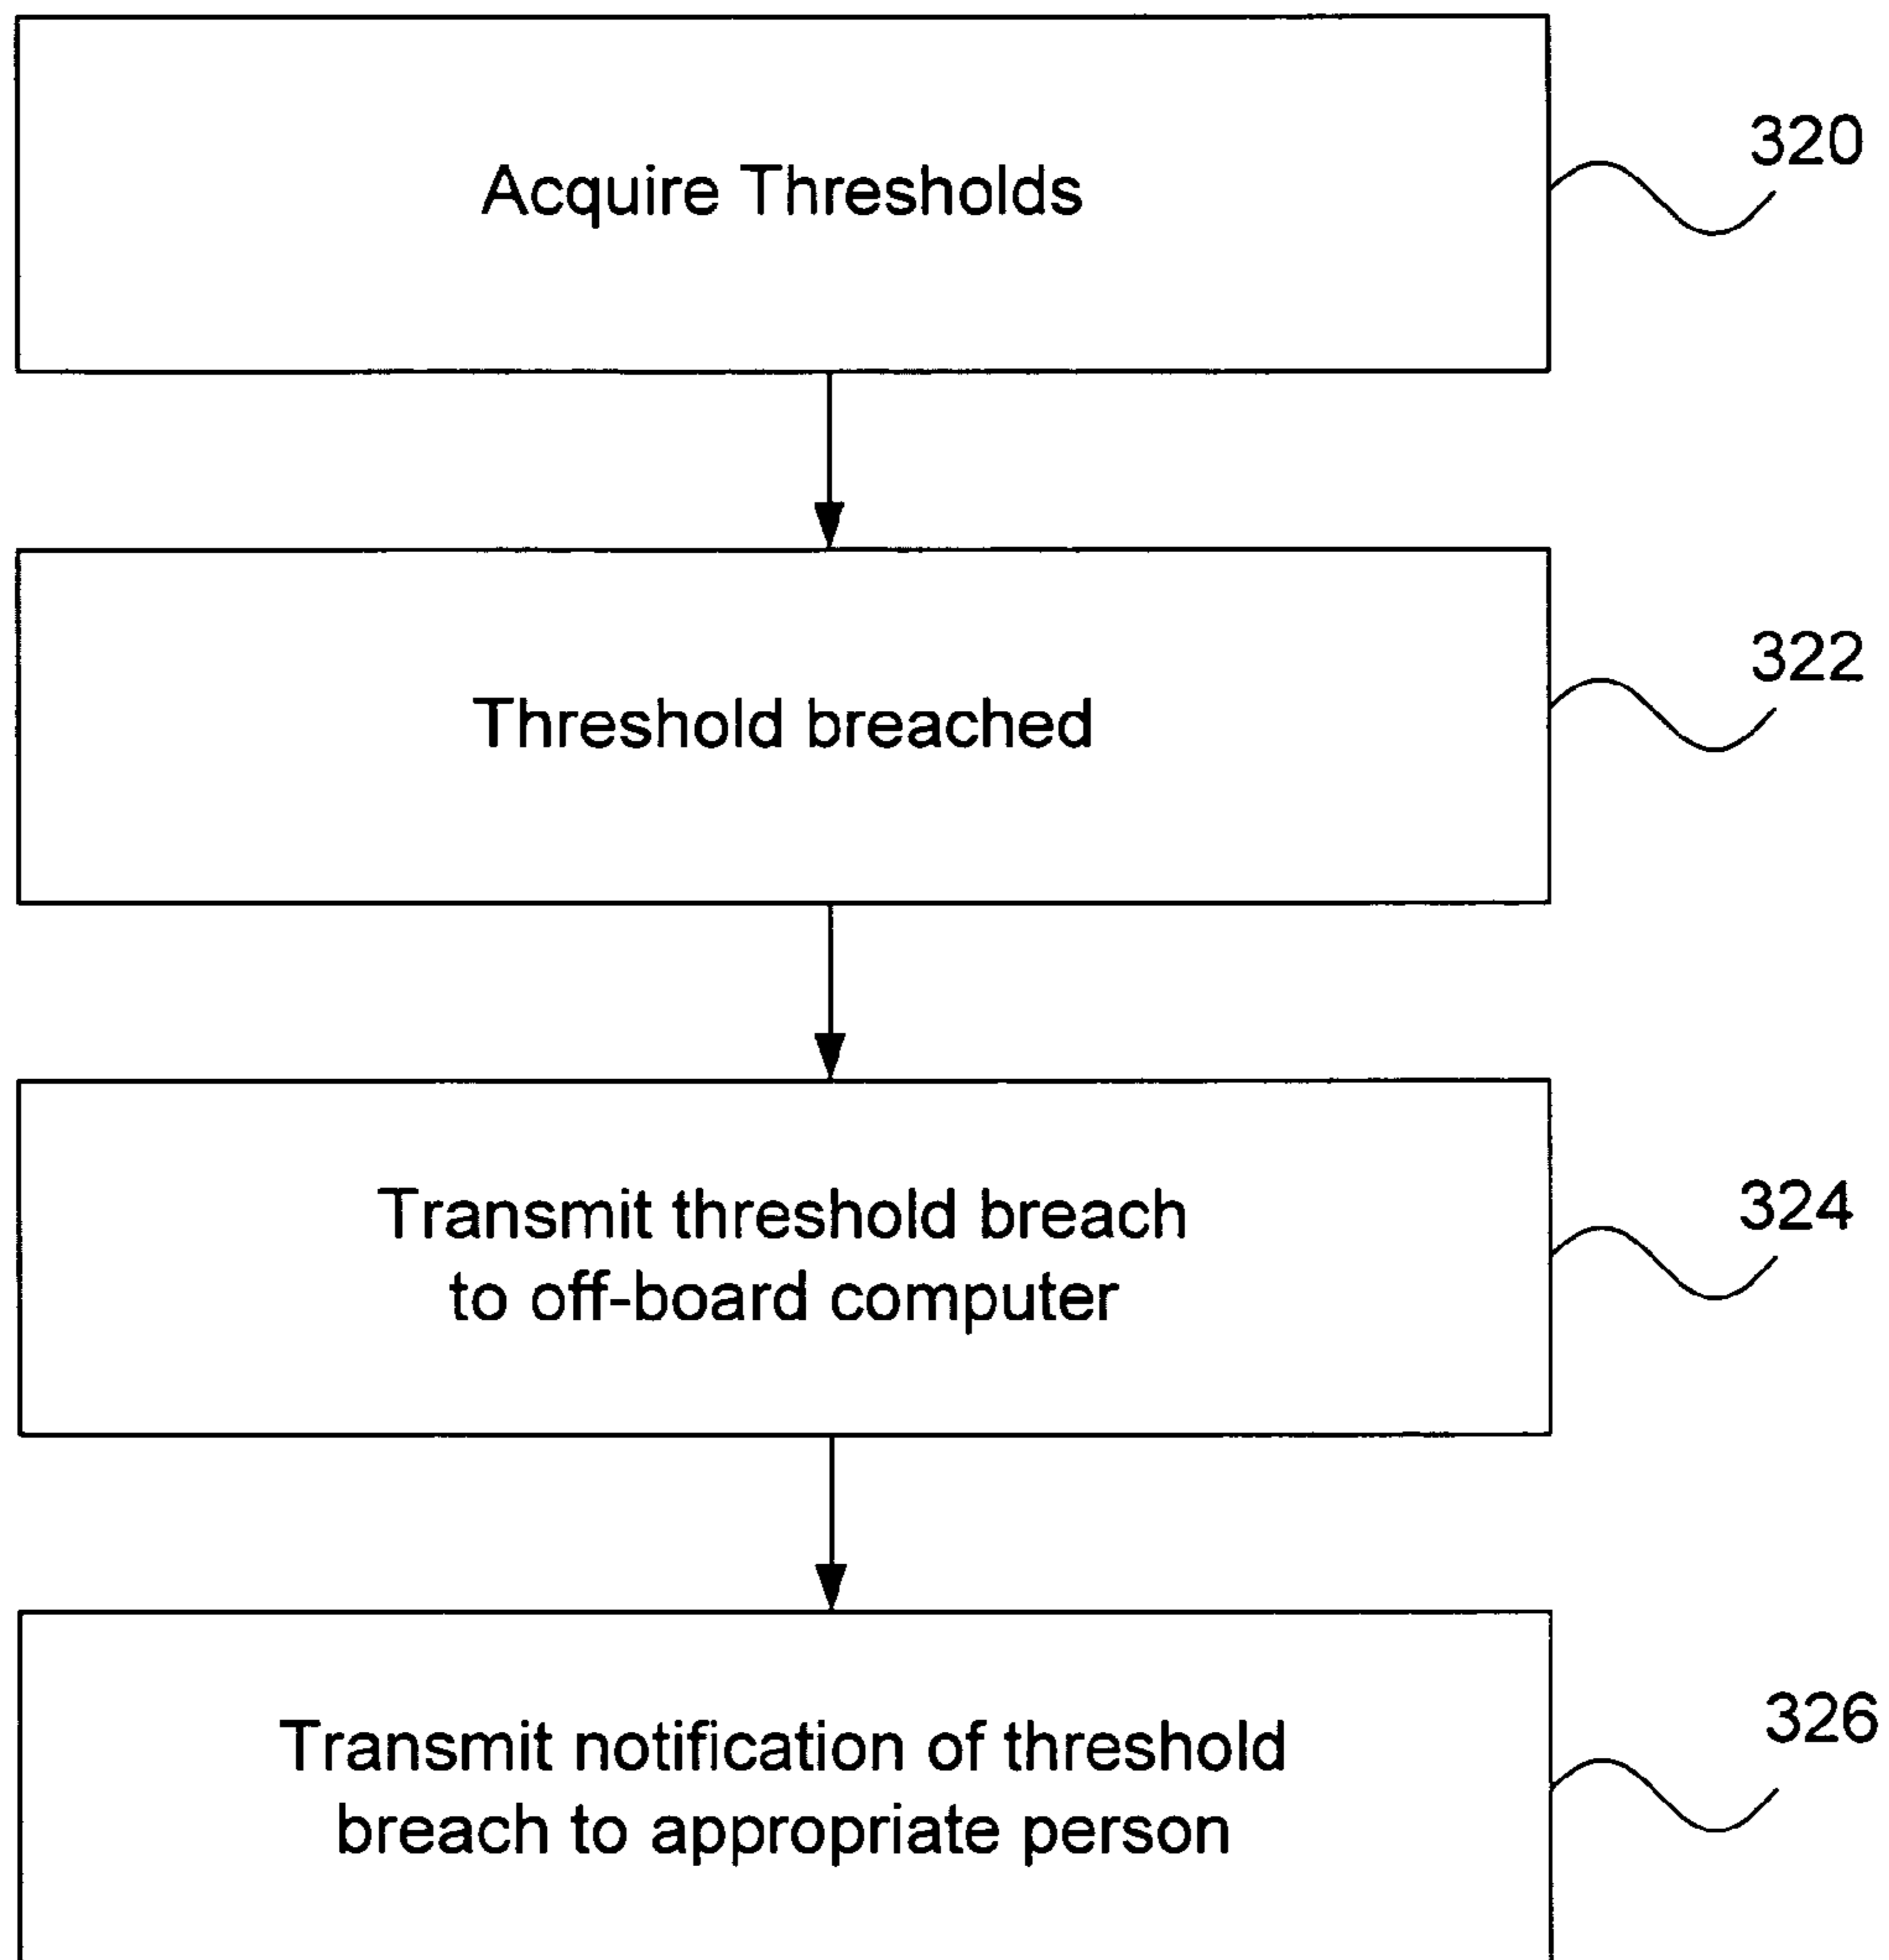 Acquire Thresholds
320
Threshold breached
322
Transmit threshold breach
to off-board computer
324
Transmit notification of threshold
breach to appropriate person
326